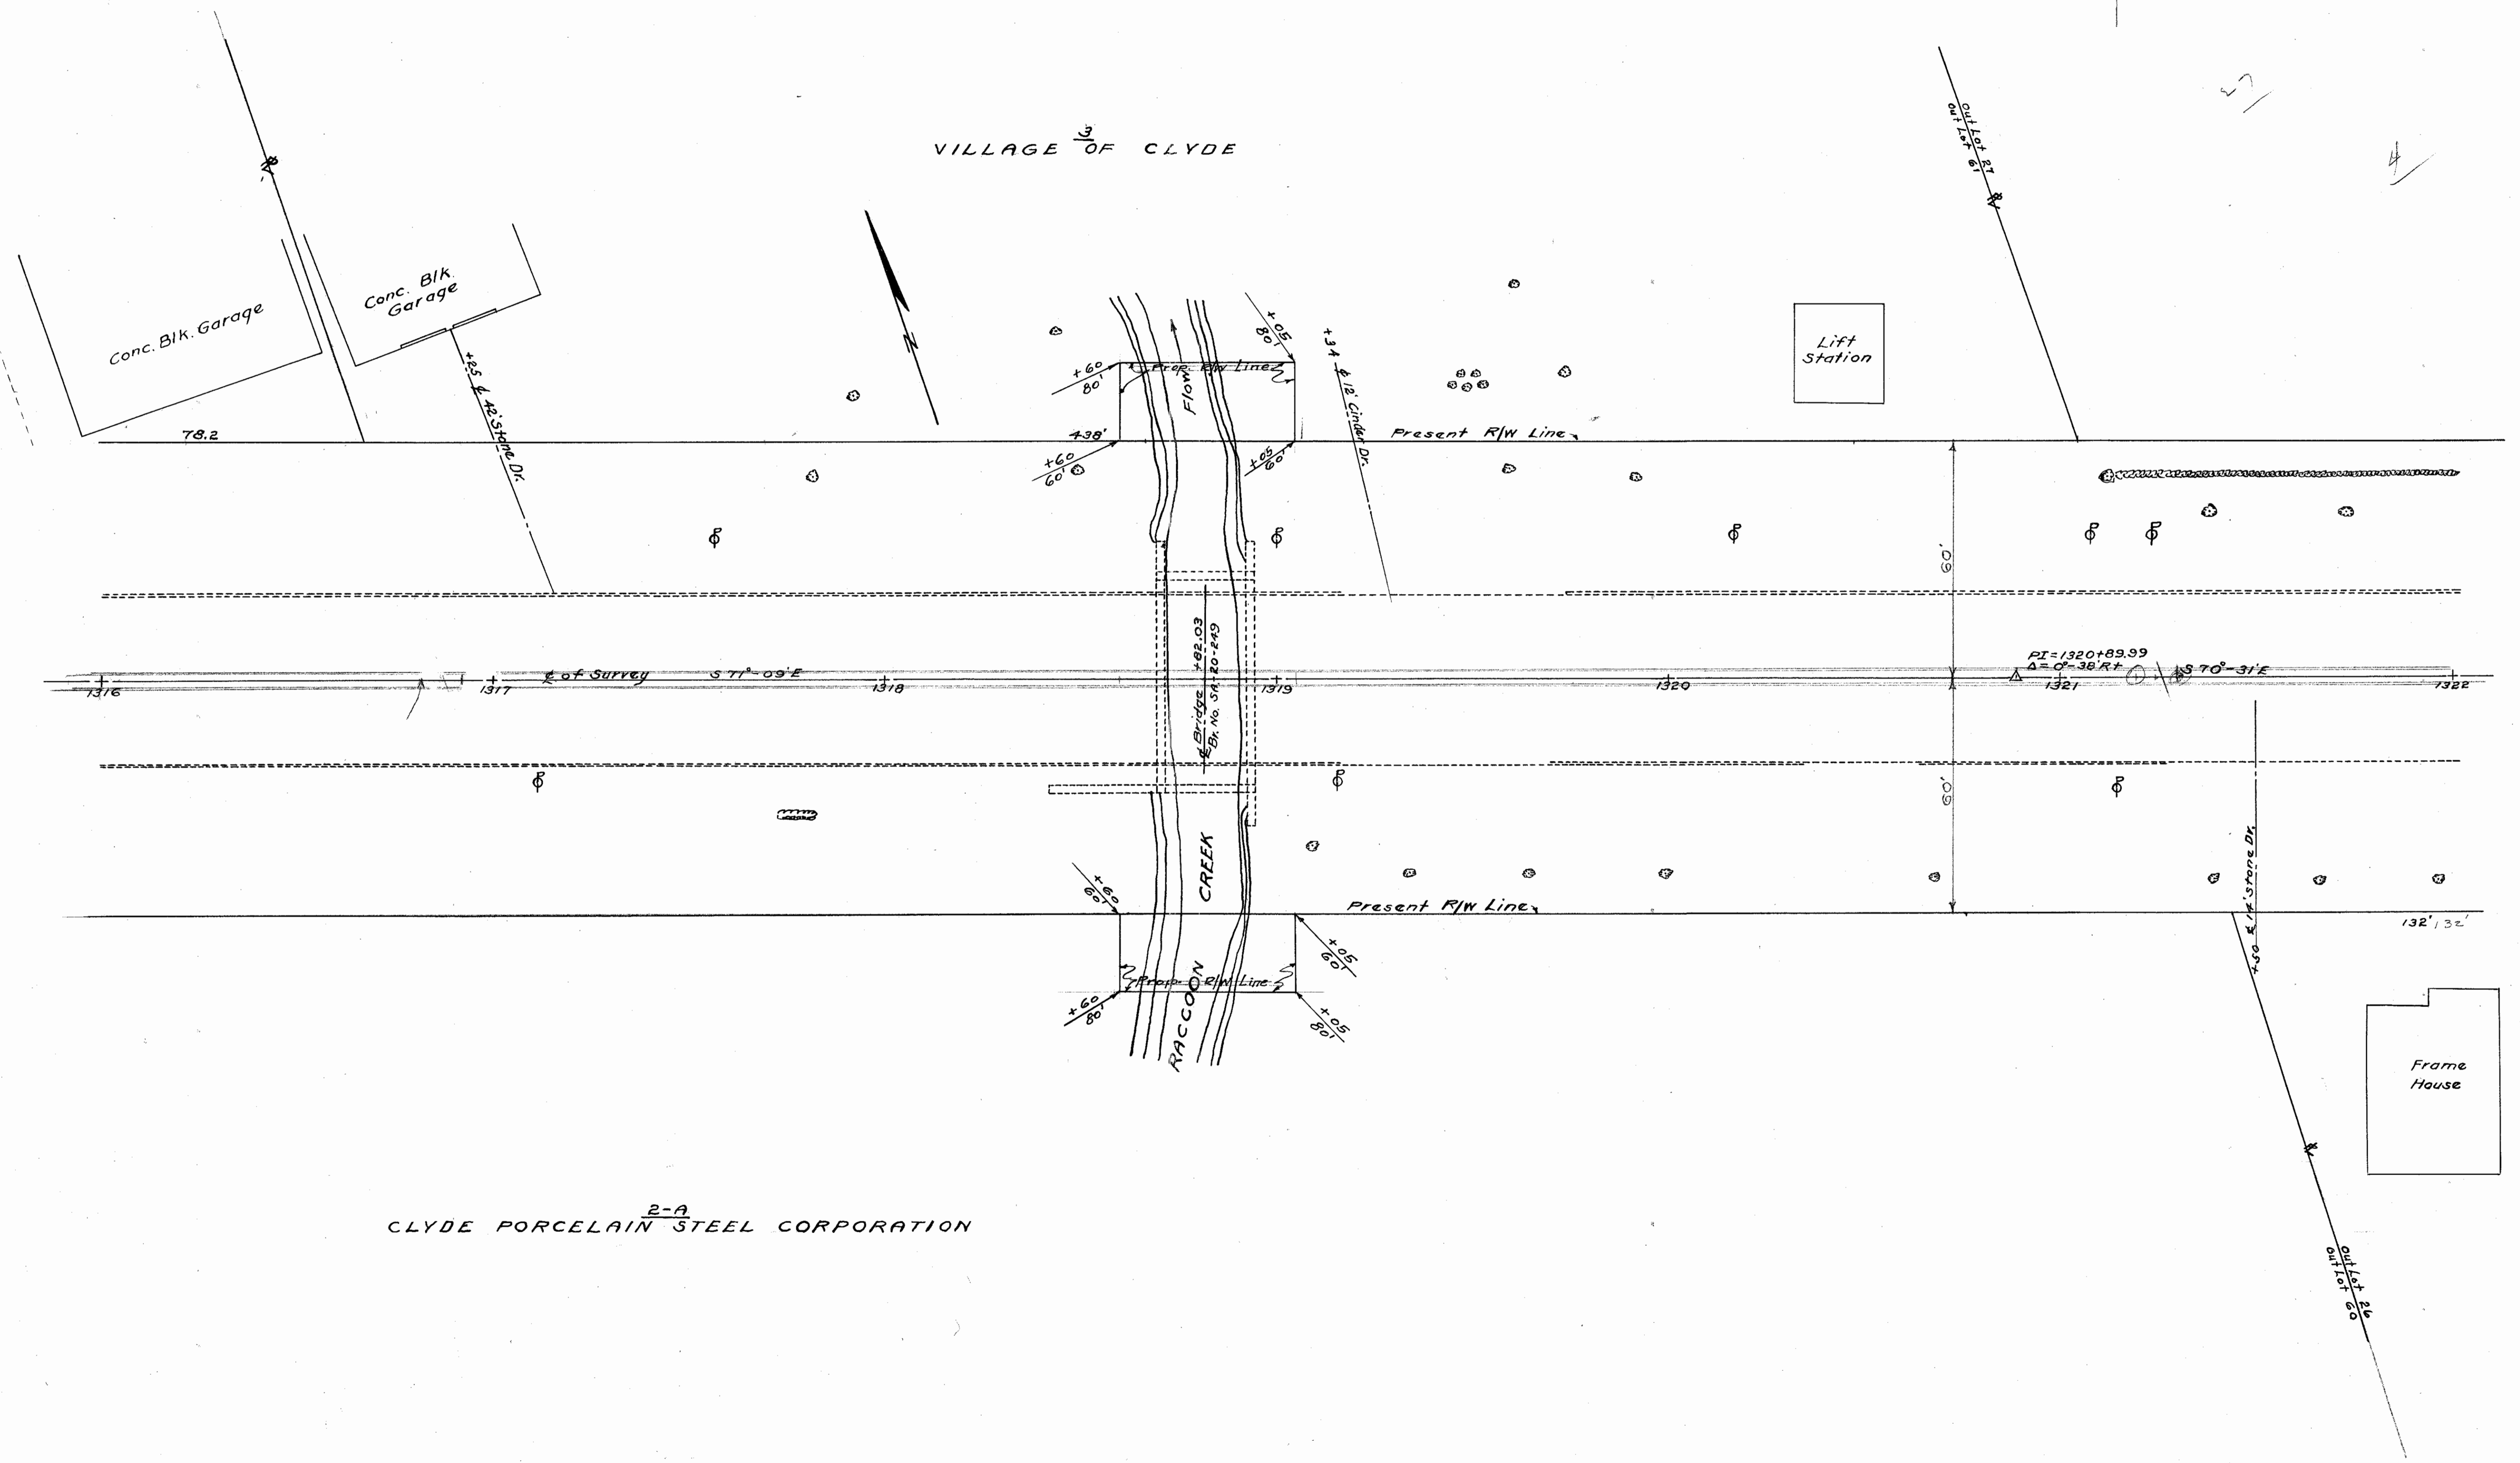 3
VILLAGE OF CLYDE
out Lot 27
out Lot 61
4
Conc. Blk. Garage
Conc. Blk.
Garage
+25 ℄ 42' Stone Dr.
N
+05
80'
+60
80'
Prop. R/W Line
Flow
+34 ℄ 12' Cinder Dr.
Lift
Station
78.2
438'
Present R/W Line
+60
60'
+05
60'
60'
℄ Bridge +82.03
Br. No. SA-20-249
℄ of Survey S 71°-09'E
PI=1320+89.99
Δ=0°-38'Rt
S 70°-31'E
1316
1317
1318
1319
1320
1321
1322
60'
CREEK
RACCOON
+60
60'
Present R/W Line
132' 132'
+50 ℄ 14' Stone Dr.
+05
60'
Prop. R/W Line
+60
80'
+05
80'
Frame
House
2-A
CLYDE PORCELAIN STEEL CORPORATION
out Lot 26
out Lot 60